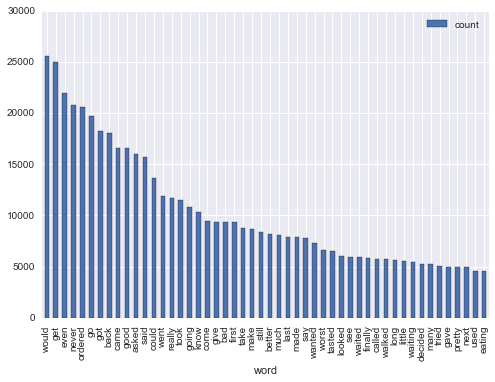 30000
25000
20000
15000
10000
5000
0
count
would
get
even
never
ordered
go
got
back
came
good
asked
said
could
went
really
took
going
know
come
give
bad
first
take
make
still
better
much
last
made
say
wanted
worst
tasted
looked
see
waited
finally
called
walked
long
little
waiting
decided
many
tried
gave
pretty
next
used
eating
word